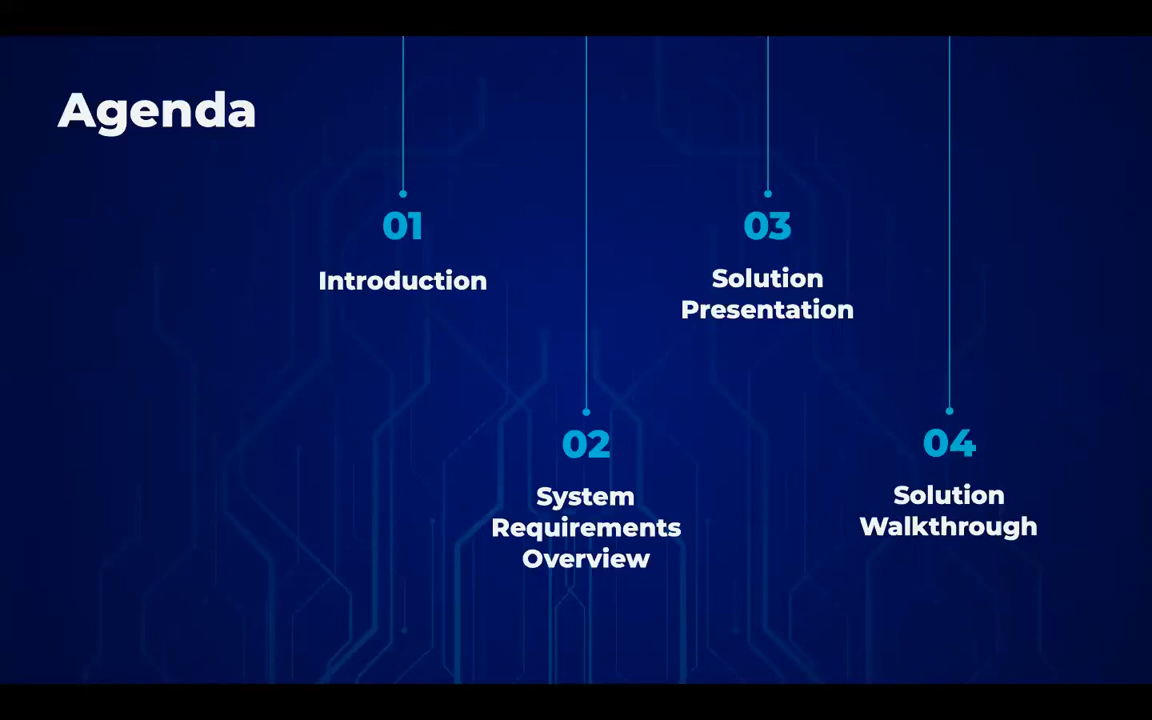 Agenda
01
Introduction
02
System
Requirements
Overview
03
Solution
Presentation
04
Solution
Walkthrough